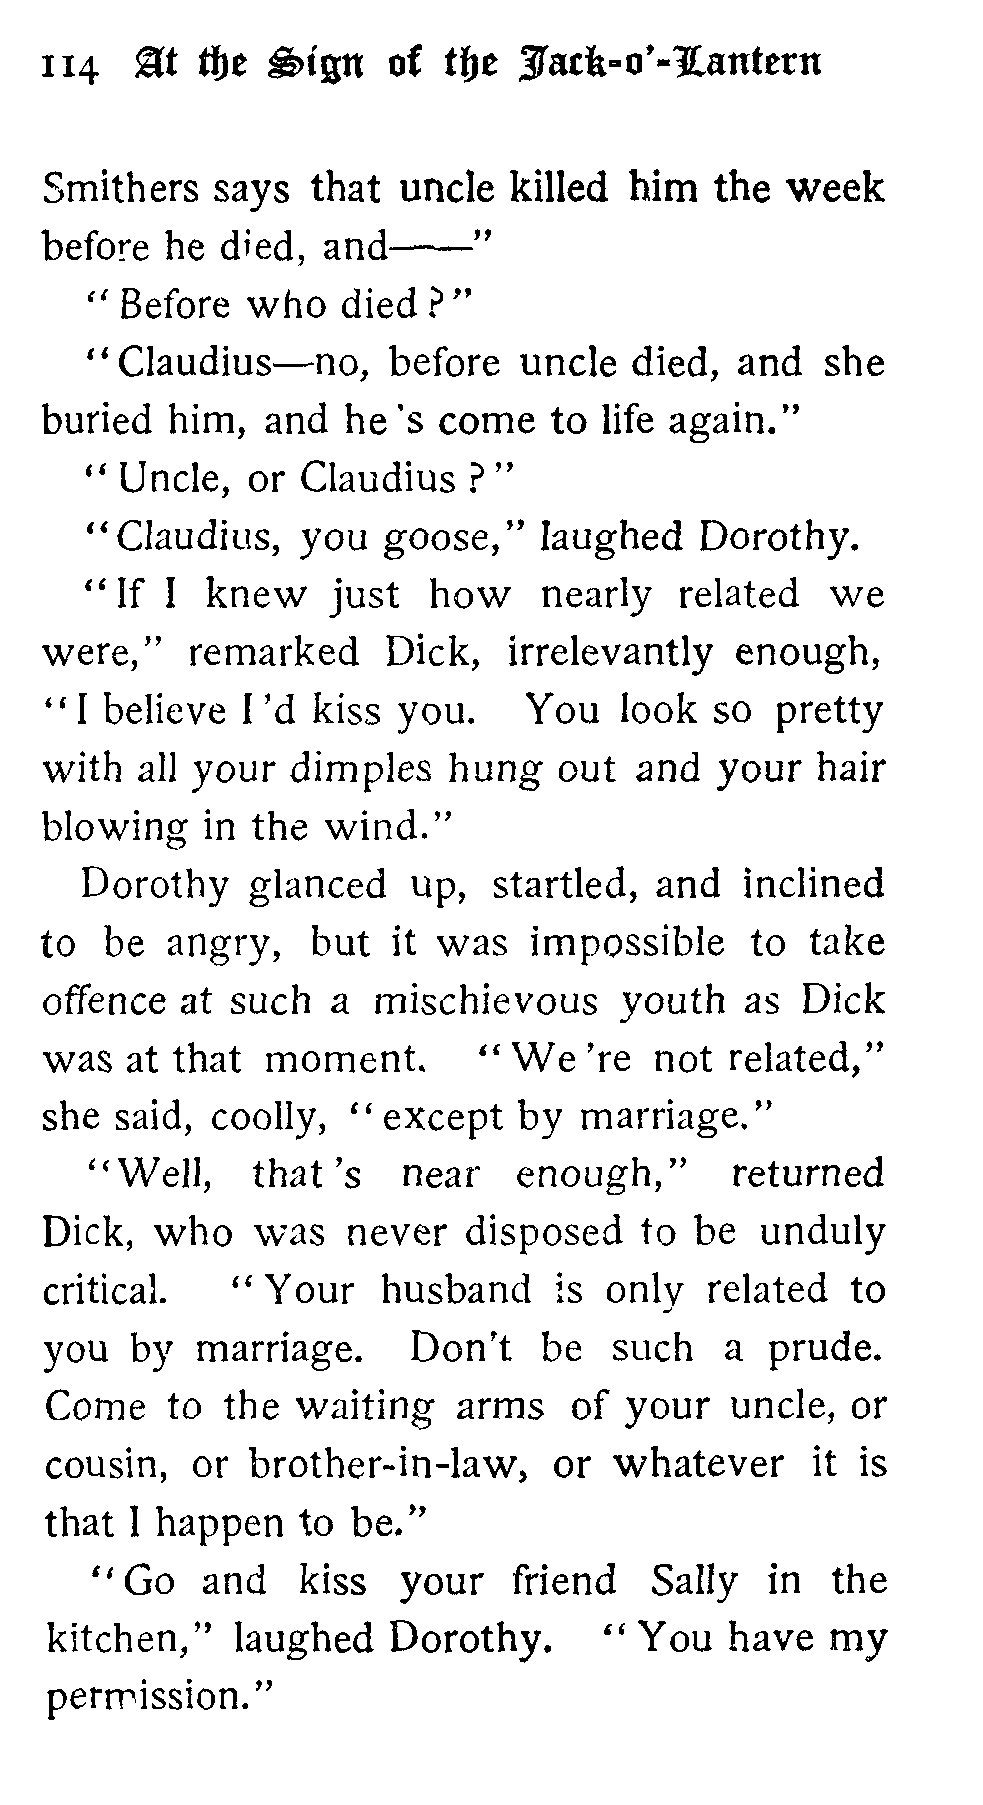 114 At the Sign of the Jack-o'-Lantern
Smithers says that uncle killed him the week
before he died, and——"
"Before who died?"
"Claudius—no, before uncle died, and she
buried him, and he's come to life again."
"Uncle, or Claudius?"
"Claudius, you goose," laughed Dorothy.
"If I knew just how nearly related we
were," remarked Dick, irrelevantly enough,
"I believe I'd kiss you. You look so pretty
with all your dimples hung out and your hair
blowing in the wind."
Dorothy glanced up, startled, and inclined
to be angry, but it was impossible to take
offence at such a mischievous youth as Dick
was at that moment. "We're not related,"
she said, coolly, "except by marriage."
"Well, that's near enough," returned
Dick, who was never disposed to be unduly
critical. "Your husband is only related to
you by marriage. Don't be such a prude.
Come to the waiting arms of your uncle, or
cousin, or brother-in-law, or whatever it is
that I happen to be."
"Go and kiss your friend Sally in the
kitchen," laughed Dorothy. "You have my
permission."